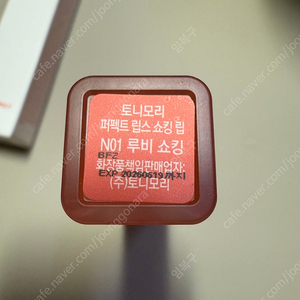 토니모리
퍼펙트 립스 쇼킹 립
N01 루비 쇼킹
BF2
화장품책임판매업자:
EXP 20260619까지
(주)토니모리